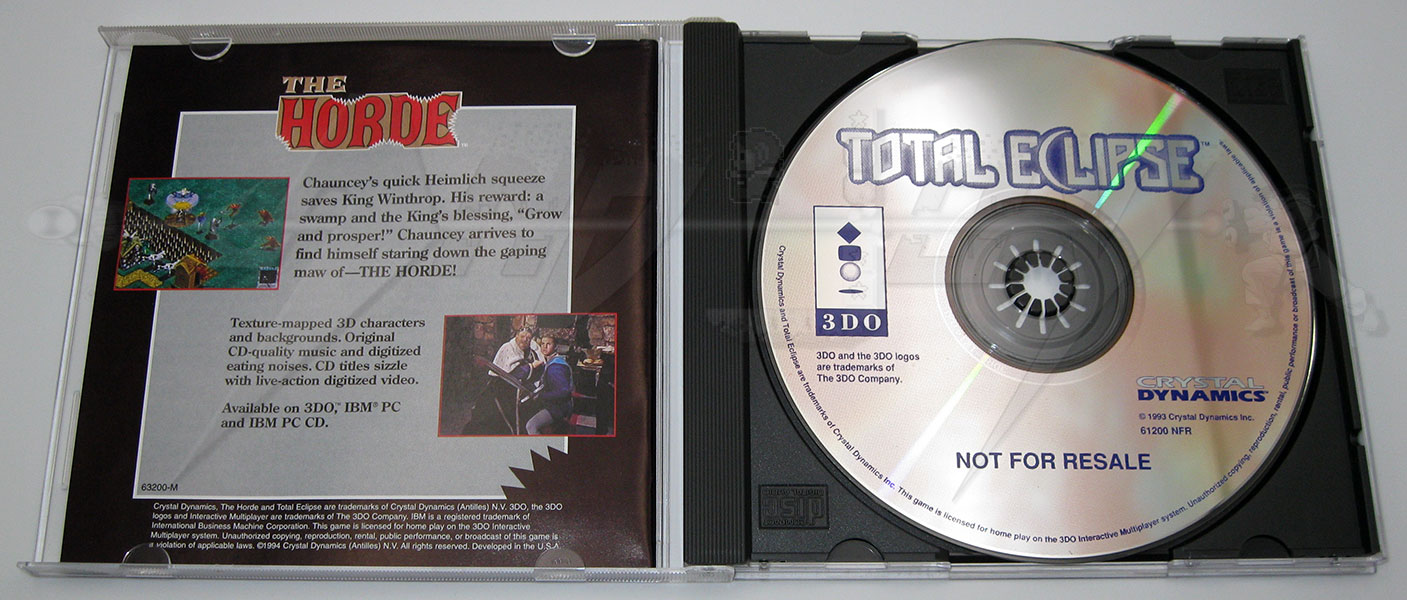 THE
HORDE™
Chauncey's quick Heimlich squeeze
saves King Winthrop. His reward: a
swamp and the King's blessing, "Grow
and prosper!" Chauncey arrives to
find himself staring down the gaping
maw of—THE HORDE!
Texture-mapped 3D characters
and backgrounds. Original
CD-quality music and digitized
eating noises. CD titles sizzle
with live-action digitized video.
Available on 3DO,™ IBM® PC
and IBM PC CD.
63200-M
Crystal Dynamics, The Horde and Total Eclipse are trademarks of Crystal Dynamics (Antilles) N.V. 3DO, the 3DO
logos and Interactive Multiplayer are trademarks of The 3DO Company. IBM is a registered trademark of
International Business Machine Corporation. This game is licensed for home play on the 3DO Interactive
Multiplayer system. Unauthorized copying, reproduction, rental, public performance, or broadcast of this game is
a violation of applicable laws. ©1994 Crystal Dynamics (Antilles) N.V. All rights reserved. Developed in the U.S.A.
TOTAL ECLIPSE™
3DO
3DO and the 3DO logos
are trademarks of
The 3DO Company.
CRYSTAL
DYNAMICS™
© 1993 Crystal Dynamics Inc.
61200 NFR
NOT FOR RESALE
Crystal Dynamics and Total Eclipse are trademarks of Crystal Dynamics Inc. This game is licensed for home play on the 3DO Interactive Multiplayer system. Unauthorized copying, reproduction, rental, public performance or broadcast of this game is a violation of applicable laws.